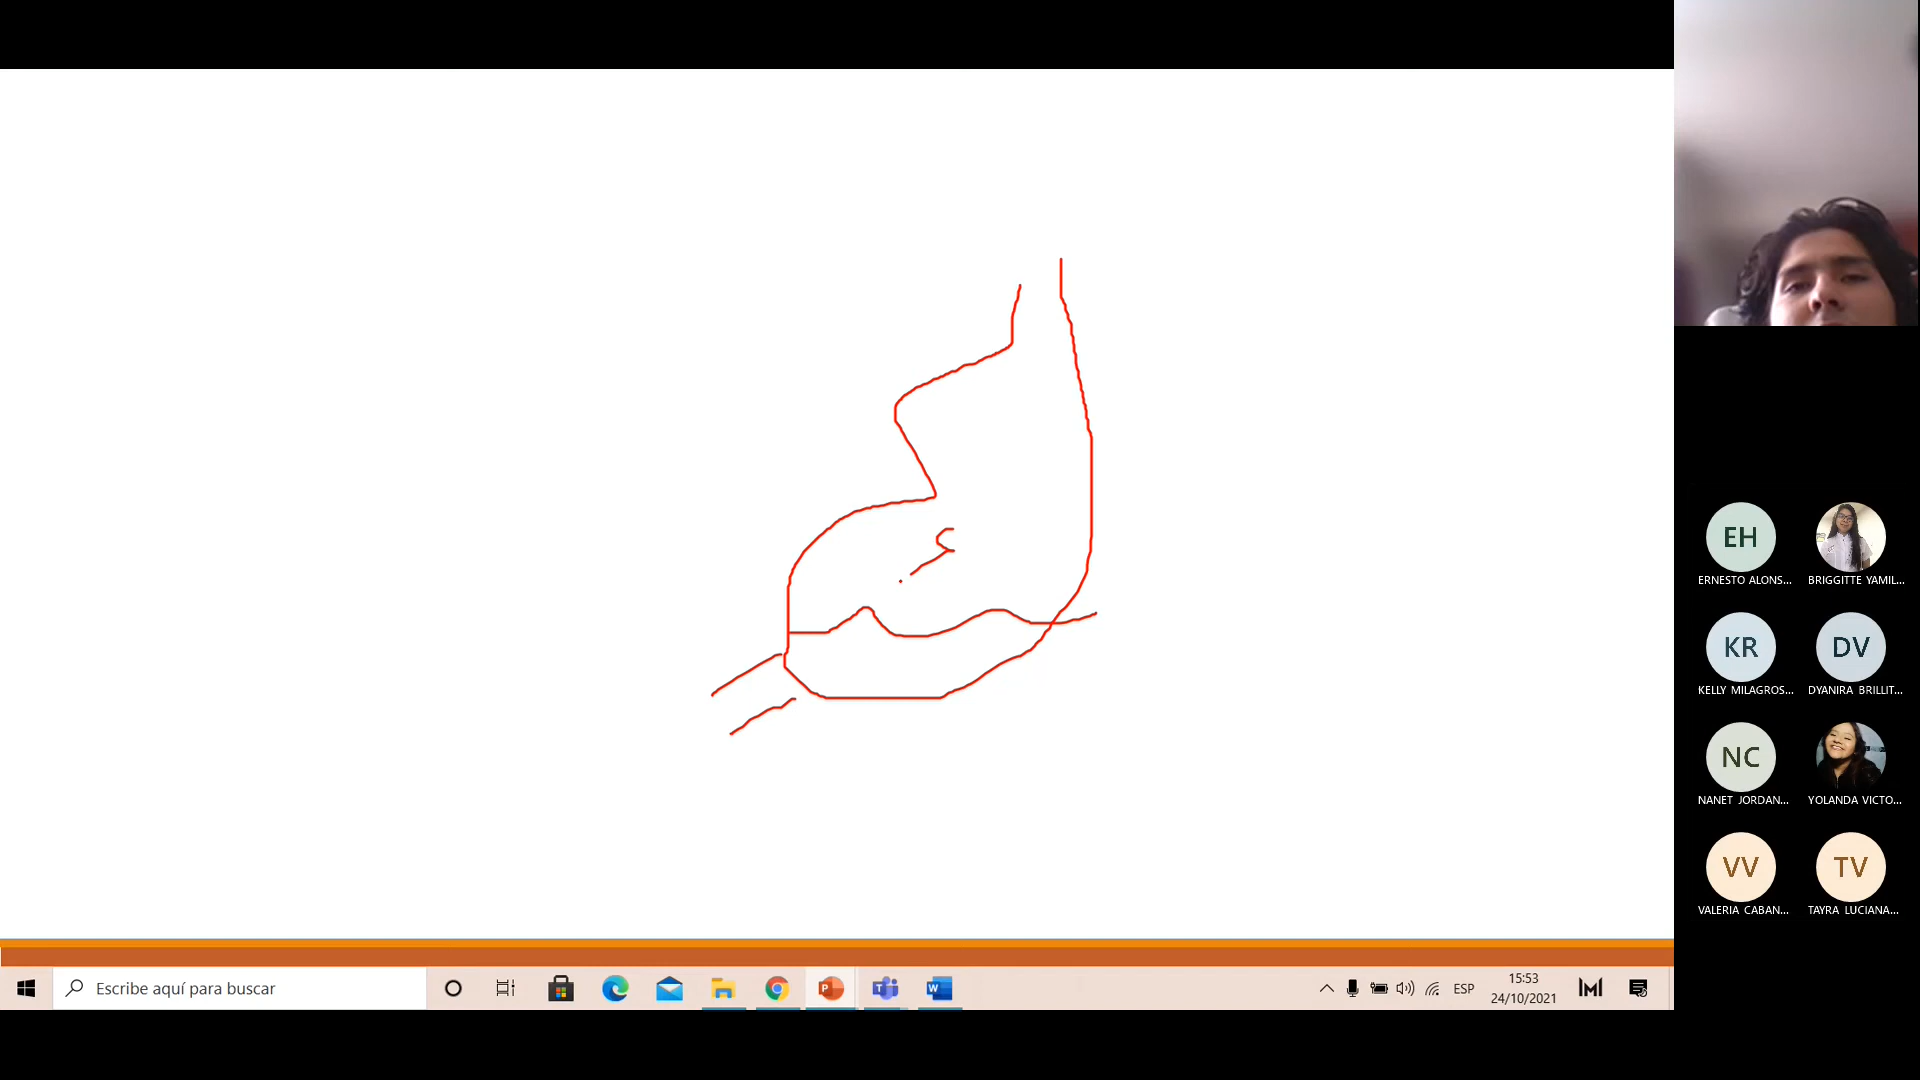 EH
ERNESTO ALONS...
BRIGGITTE YAMIL...
KR
KELLY MILAGROS...
DV
DYANIRA BRILLIT...
NC
NANET JORDAN...
YOLANDA VICTO...
VV
VALERIA CABAN...
TV
TAYRA LUCIANA...
Escribe aquí para buscar
ESP
15:53
24/10/2021